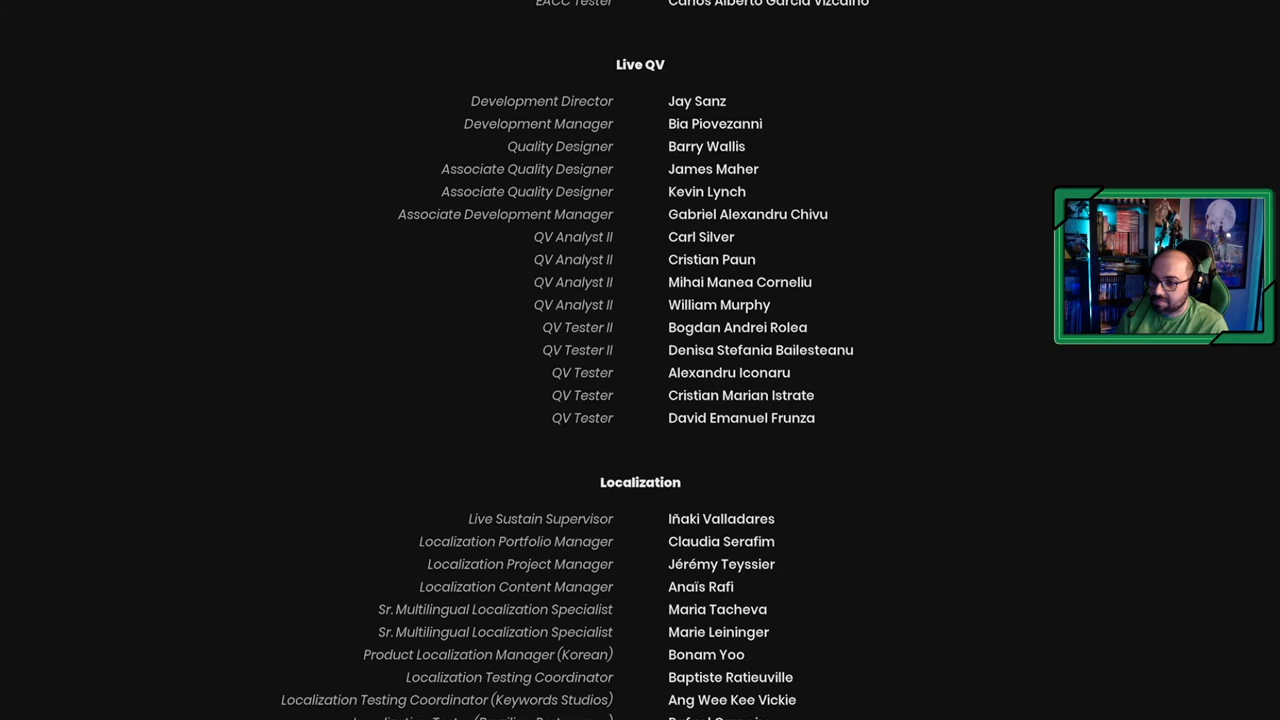 EACC Tester Carlos Alberto García Vizcaíno
Live QV
Development Director Jay Sanz
Development Manager Bia Piovezanni
Quality Designer Barry Wallis
Associate Quality Designer James Maher
Associate Quality Designer Kevin Lynch
Associate Development Manager Gabriel Alexandru Chivu
QV Analyst II Carl Silver
QV Analyst II Cristian Paun
QV Analyst II Mihai Manea Corneliu
QV Analyst II William Murphy
QV Tester II Bogdan Andrei Rolea
QV Tester II Denisa Stefania Bailesteanu
QV Tester Alexandru Iconaru
QV Tester Cristian Marian Istrate
QV Tester David Emanuel Frunza
Localization
Live Sustain Supervisor Iñaki Valladares
Localization Portfolio Manager Claudia Serafim
Localization Project Manager Jérémy Teyssier
Localization Content Manager Anaïs Rafi
Sr. Multilingual Localization Specialist Maria Tacheva
Sr. Multilingual Localization Specialist Marie Leininger
Product Localization Manager (Korean) Bonam Yoo
Localization Testing Coordinator Baptiste Ratieuville
Localization Testing Coordinator (Keywords Studios) Ang Wee Kee Vickie